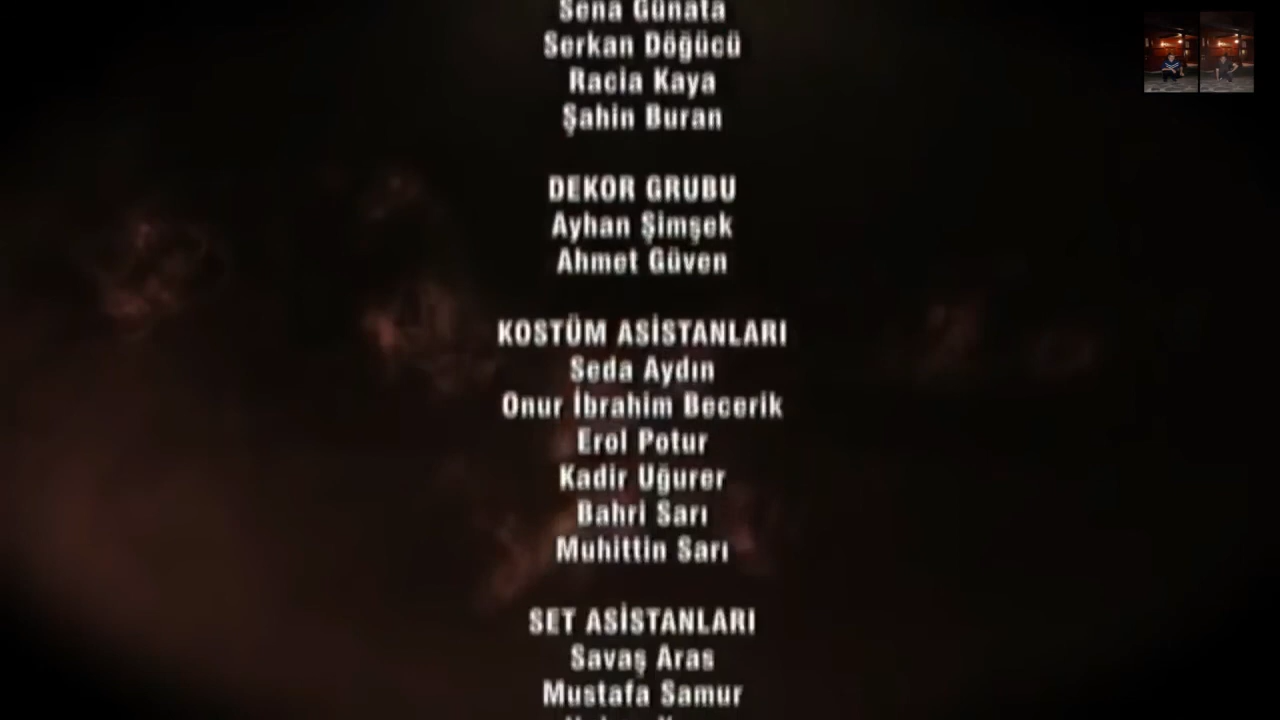 Sena Günata
Serkan Döğücü
Racia Kaya
Şahin Buran
DEKOR GRUBU
Ayhan Şimşek
Ahmet Güven
KOSTÜM ASİSTANLARI
Seda Aydın
Onur İbrahim Becerik
Erol Potur
Kadir Uğurer
Bahri Sarı
Muhittin Sarı
SET ASİSTANLARI
Savaş Aras
Mustafa Samur